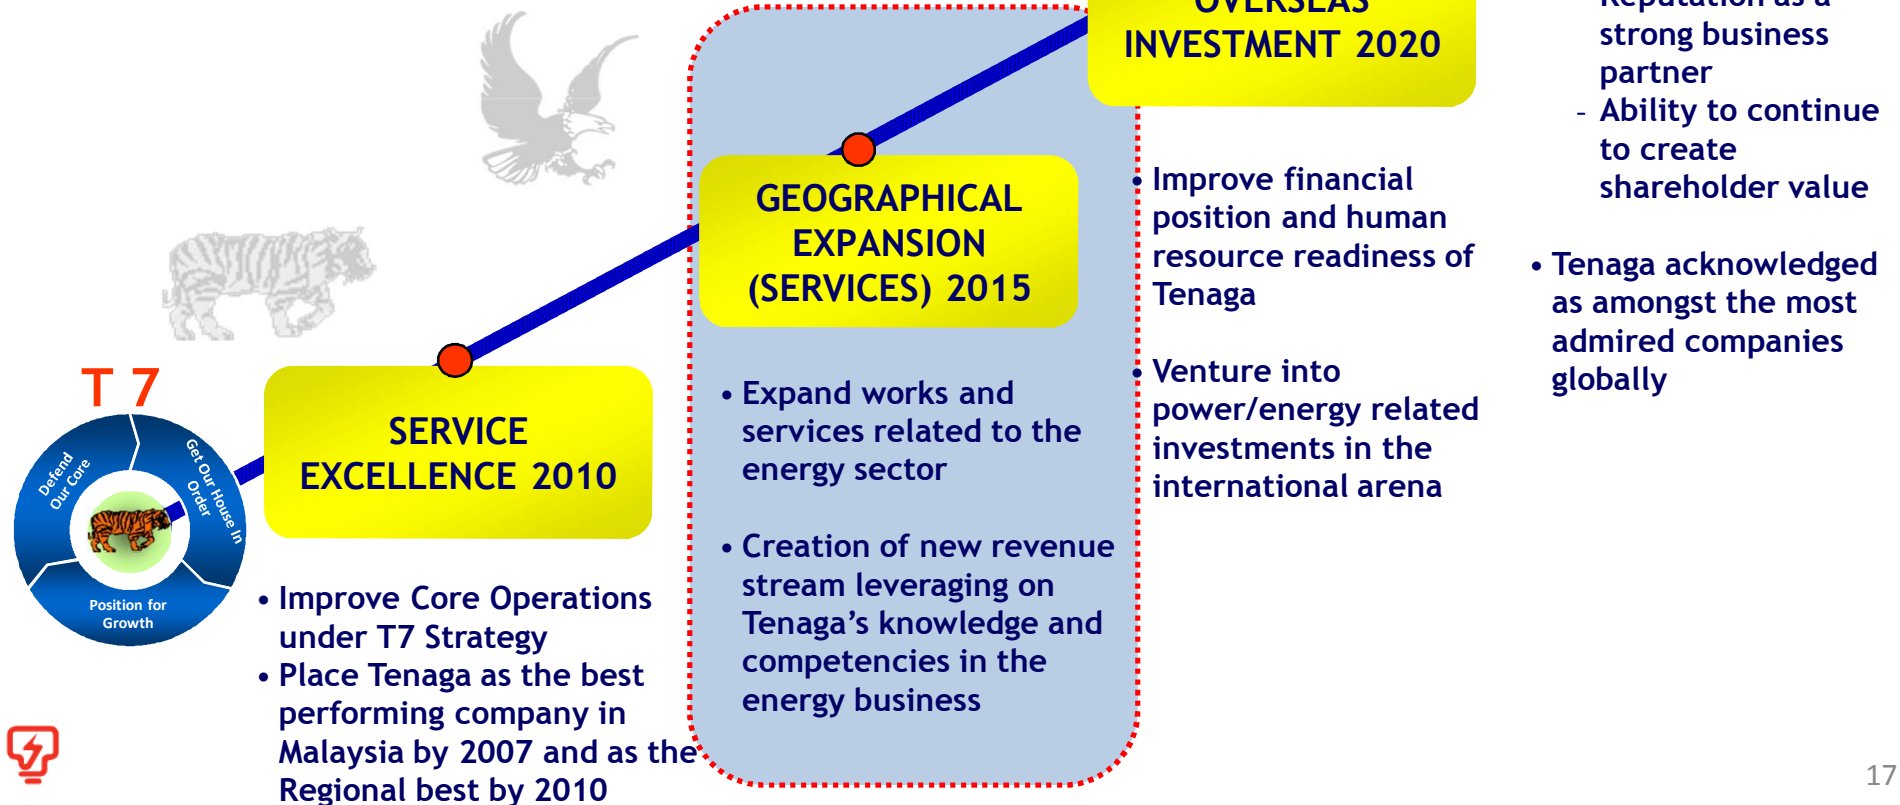 T 7
Defend
Our Core
Get Our House In
Order
Position for
Growth
SERVICE
EXCELLENCE 2010
• Improve Core Operations
under T7 Strategy
• Place Tenaga as the best
performing company in
Malaysia by 2007 and as the
Regional best by 2010
GEOGRAPHICAL
EXPANSION
(SERVICES) 2015
• Expand works and
services related to the
energy sector
• Creation of new revenue
stream leveraging on
Tenaga’s knowledge and
competencies in the
energy business
OVERSEAS
INVESTMENT 2020
• Improve financial
position and human
resource readiness of
Tenaga
• Venture into
power/energy related
investments in the
international arena
Reputation as a
strong business
partner
- Ability to continue
to create
shareholder value
• Tenaga acknowledged
as amongst the most
admired companies
globally
17